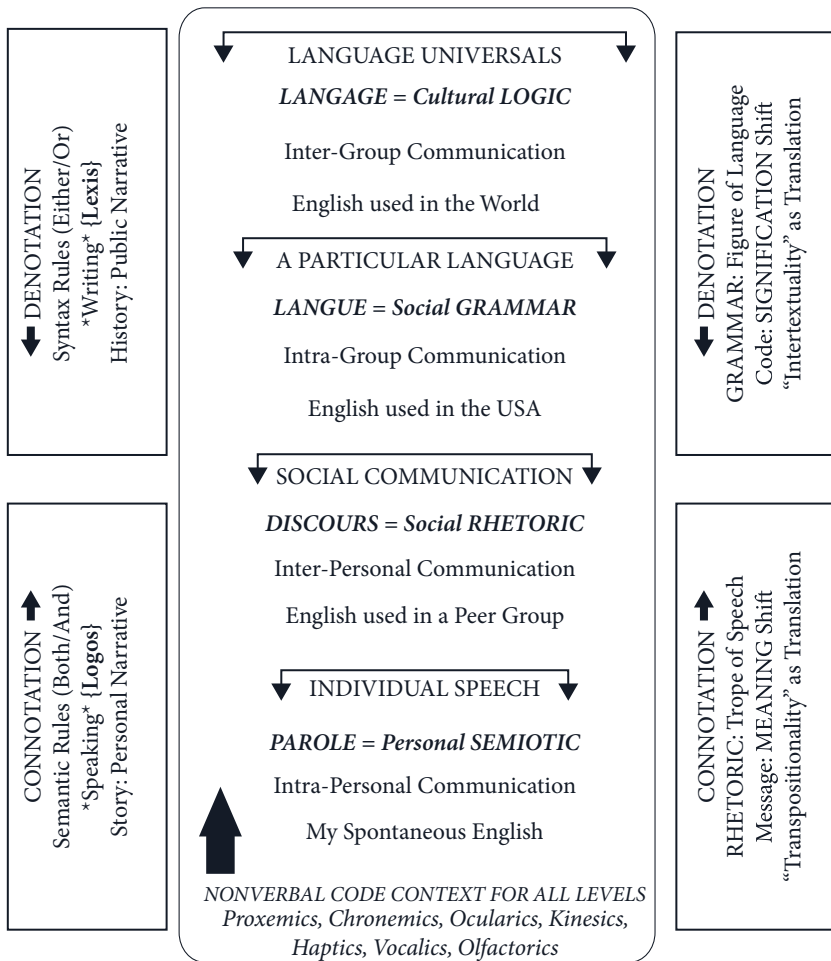 DENOTATION
Syntax Rules (Either/Or)
*Writing* {Lexis}
History: Public Narrative
CONNOTATION
Semantic Rules (Both/And)
*Speaking* {Logos}
Story: Personal Narrative
LANGUAGE UNIVERSALS
LANGAGE = Cultural LOGIC
Inter-Group Communication
English used in the World
A PARTICULAR LANGUAGE
LANGUE = Social GRAMMAR
Intra-Group Communication
English used in the USA
SOCIAL COMMUNICATION
DISCOURS = Social RHETORIC
Inter-Personal Communication
English used in a Peer Group
INDIVIDUAL SPEECH
PAROLE = Personal SEMIOTIC
Intra-Personal Communication
My Spontaneous English
NONVERBAL CODE CONTEXT FOR ALL LEVELS
Proxemics, Chronemics, Ocularics, Kinesics,
Haptics, Vocalics, Olfactorics
DENOTATION
GRAMMAR: Figure of Language
Code: SIGNIFICATION Shift
“Intertextuality” as Translation
CONNOTATION
RHETORIC: Trope of Speech
Message: MEANING Shift
“Transpositionality” as Translation